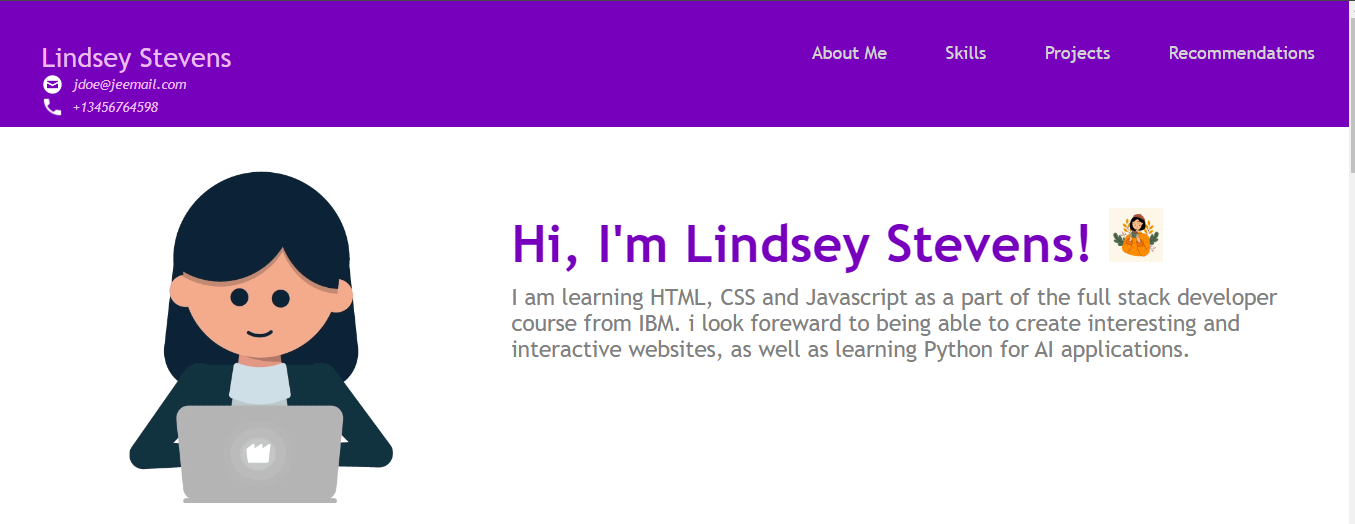 Lindsey Stevens
jdoe@jeemail.com
+13456764598
About Me Skills Projects Recommendations
Hi, I'm Lindsey Stevens!
I am learning HTML, CSS and Javascript as a part of the full stack developer
course from IBM. i look foreward to being able to create interesting and
interactive websites, as well as learning Python for AI applications.